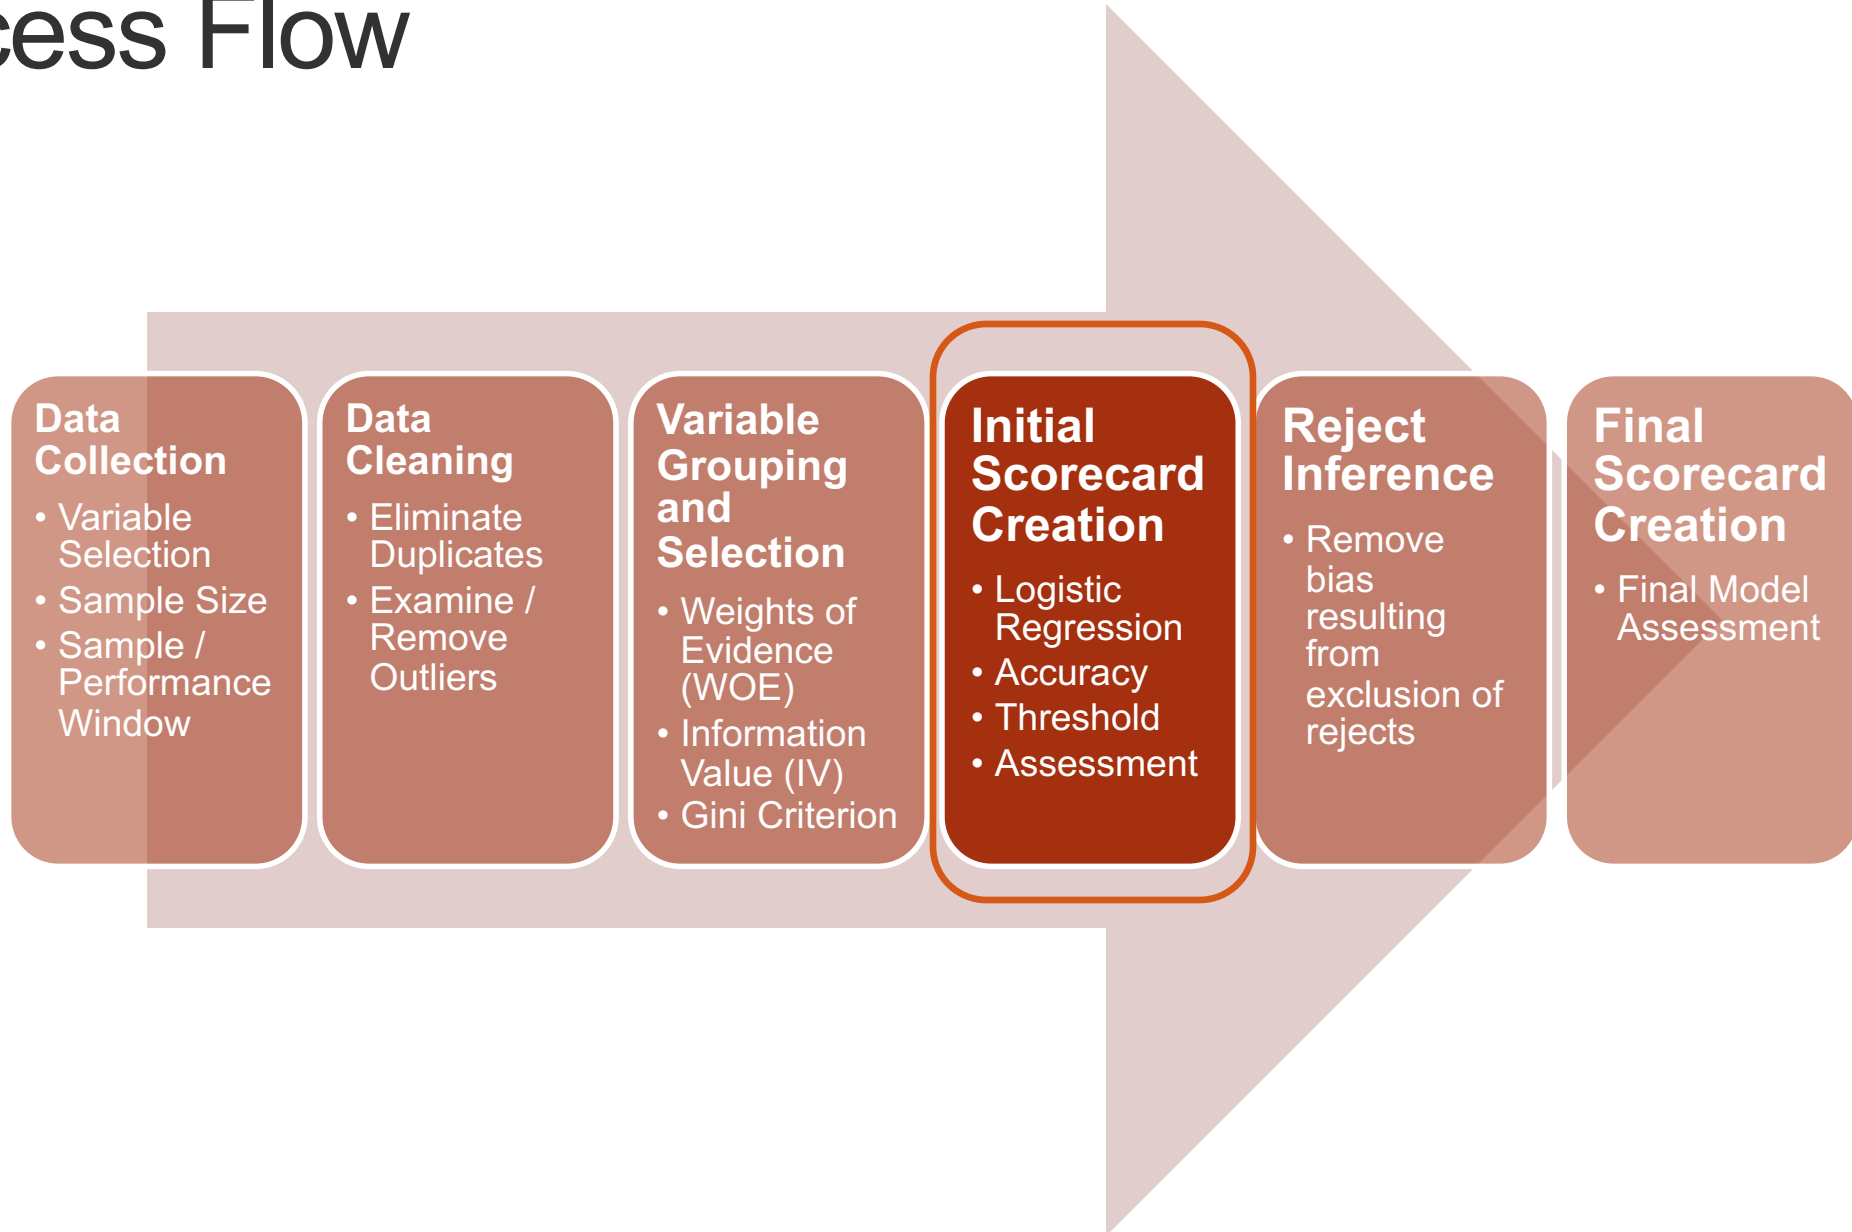 cess Flow
Data
Collection
• Variable
Selection
• Sample Size
• Sample /
Performance
Window
Data
Cleaning
• Eliminate
Duplicates
• Examine /
Remove
Outliers
Variable
Grouping
and
Selection
• Weights of
Evidence
(WOE)
• Information
Value (IV)
• Gini Criterion
Initial
Scorecard
Creation
• Logistic
Regression
• Accuracy
• Threshold
• Assessment
Reject
Inference
• Remove
bias
resulting
from
exclusion of
rejects
Final
Scorecard
Creation
• Final Model
Assessment